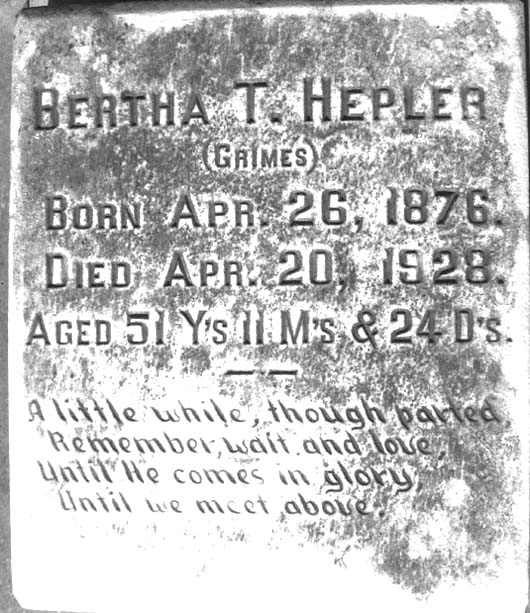 BERTHA T. HEPLER
(GRIMES)
BORN APR. 26, 1876.
DIED APR. 20, 1928.
AGED 51 Y'S 11 M'S & 24 D'S.
A little while, though parted
Remember, wait and love,
Until He comes in glory,
Until we meet above.